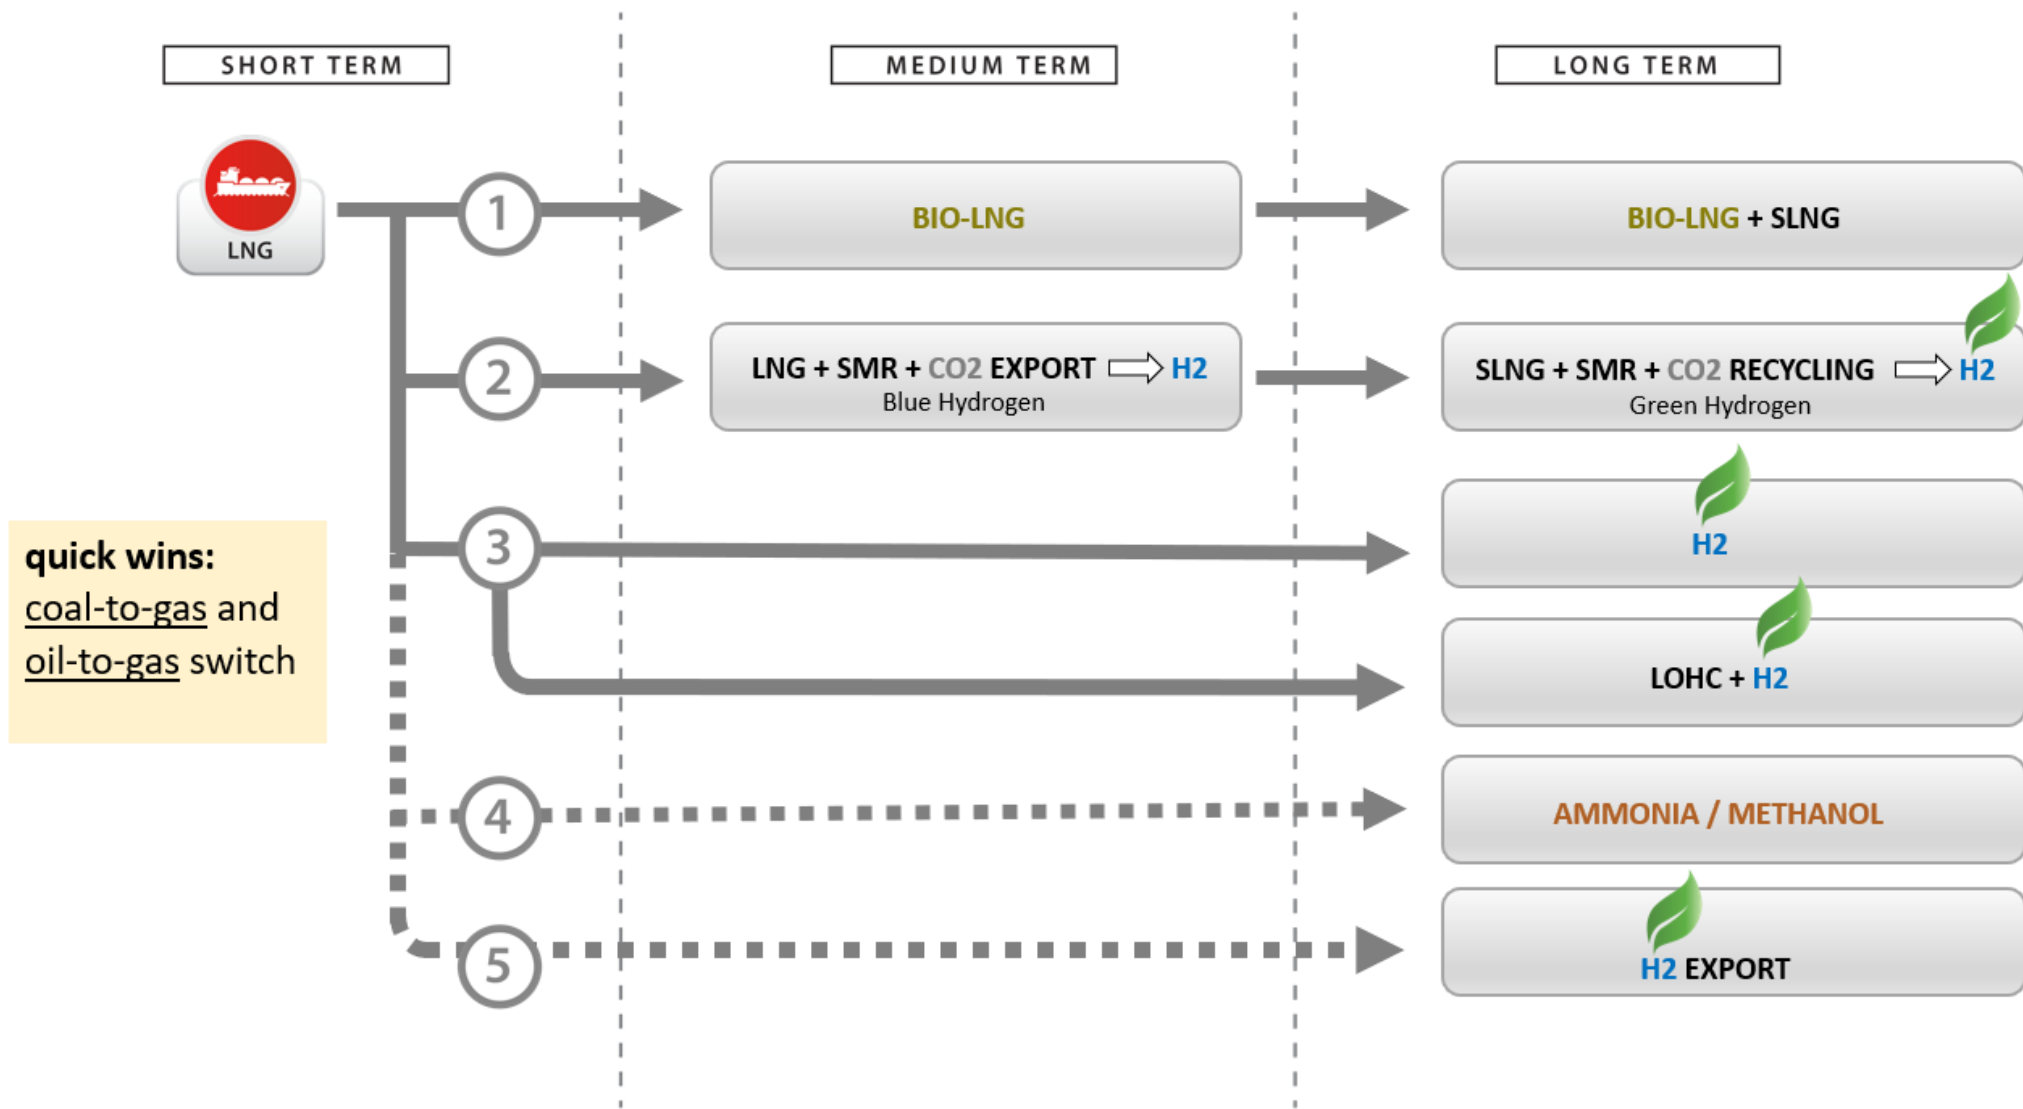 SHORT TERM
MEDIUM TERM
LONG TERM
LNG
1
BIO-LNG
BIO-LNG + SLNG
2
LNG + SMR + CO2 EXPORT H2
Blue Hydrogen
SLNG + SMR + CO2 RECYCLING H2
Green Hydrogen
quick wins:
coal-to-gas and
oil-to-gas switch
3
H2
LOHC + H2
4
AMMONIA / METHANOL
5
H2 EXPORT